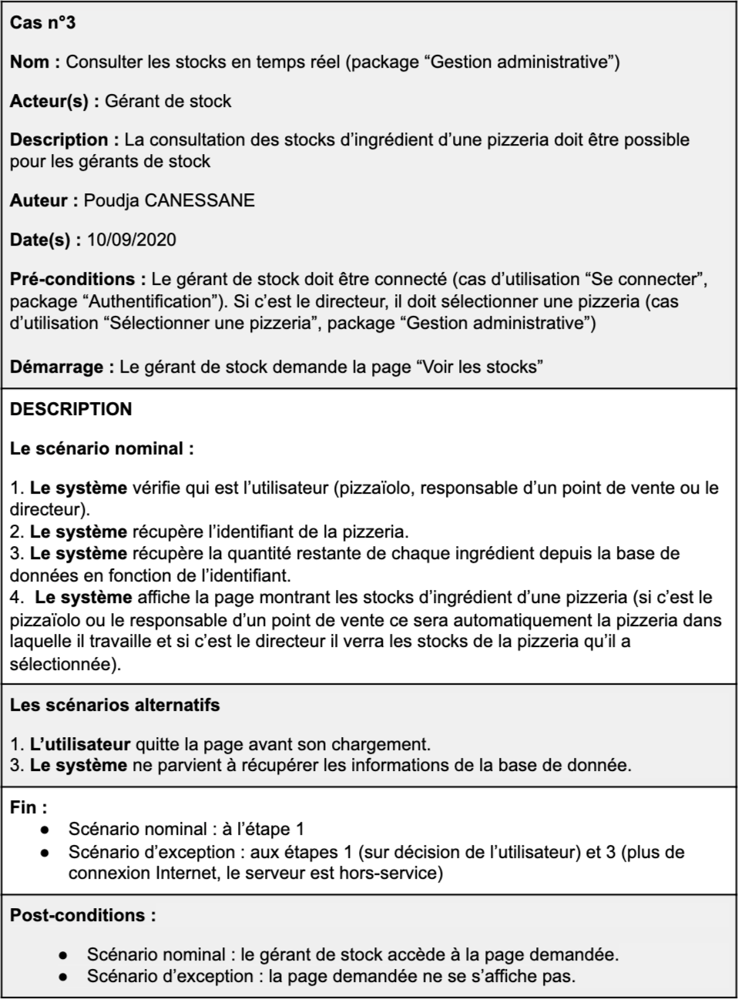 Cas n°3
Nom : Consulter les stocks en temps réel (package “Gestion administrative”)
Acteur(s) : Gérant de stock
Description : La consultation des stocks d’ingrédient d’une pizzeria doit être possible
pour les gérants de stock
Auteur : Poudja CANESSANE
Date(s) : 10/09/2020
Pré-conditions : Le gérant de stock doit être connecté (cas d’utilisation “Se connecter”,
package “Authentification”). Si c’est le directeur, il doit sélectionner une pizzeria (cas
d’utilisation “Sélectionner une pizzeria”, package “Gestion administrative”)
Démarrage : Le gérant de stock demande la page “Voir les stocks”
DESCRIPTION
Le scénario nominal :
1. Le système vérifie qui est l’utilisateur (pizzaïolo, responsable d’un point de vente ou le
directeur).
2. Le système récupère l’identifiant de la pizzeria.
3. Le système récupère la quantité restante de chaque ingrédient depuis la base de
données en fonction de l’identifiant.
4. Le système affiche la page montrant les stocks d’ingrédient d’une pizzeria (si c’est le
pizzaïolo ou le responsable d’un point de vente ce sera automatiquement la pizzeria dans
laquelle il travaille et si c’est le directeur il verra les stocks de la pizzeria qu’il a
sélectionnée).
Les scénarios alternatifs
1. L’utilisateur quitte la page avant son chargement.
3. Le système ne parvient à récupérer les informations de la base de donnée.
Fin :
● Scénario nominal : à l’étape 1
● Scénario d’exception : aux étapes 1 (sur décision de l’utilisateur) et 3 (plus de
connexion Internet, le serveur est hors-service)
Post-conditions :
● Scénario nominal : le gérant de stock accède à la page demandée.
● Scénario d’exception : la page demandée ne se s’affiche pas.